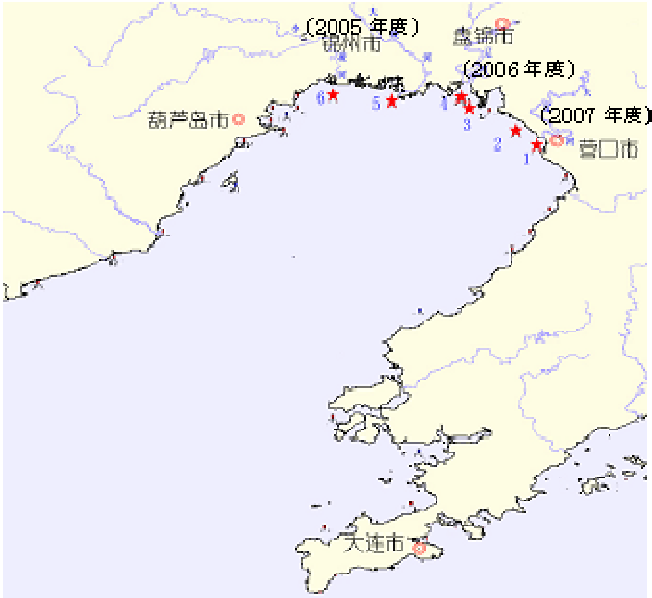 (2005 年度)
锦州市
盘锦市
(2006 年度)
(2007 年度)
葫芦岛市
6
5
4
3
2
1
营口市
大连市